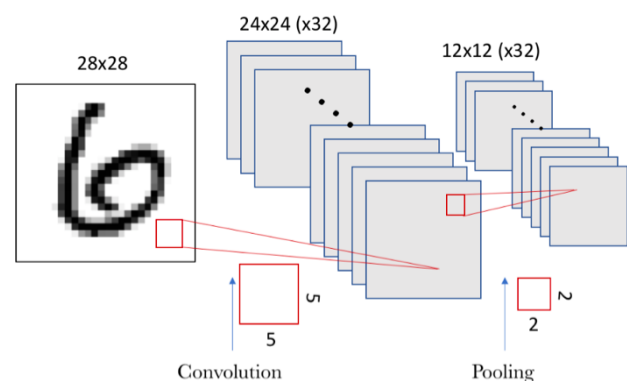 24x24 (x32)
12x12 (x32)
28x28
5
5
2
2
Convolution
Pooling